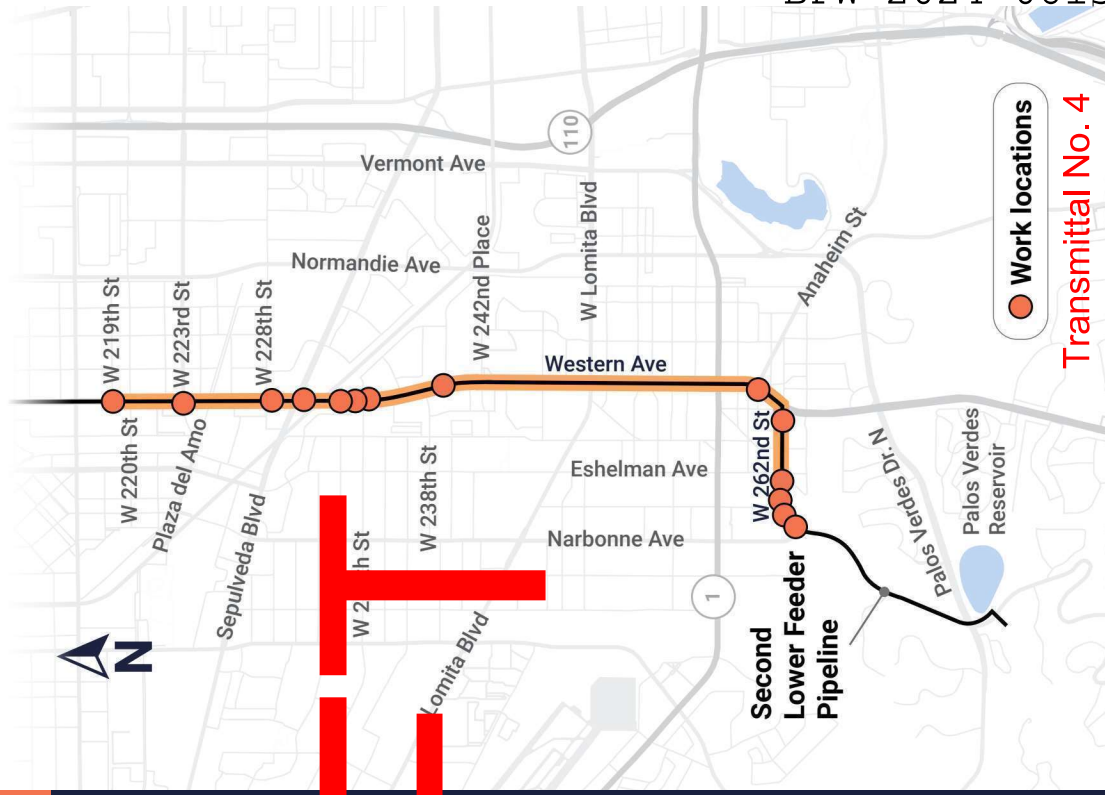 Transmittal No. 4
Work locations
110
Vermont Ave
W Lomita Blvd
Normandie Ave
W 242nd Place
Anaheim St
W 219th St
W 223rd St
W 228th St
Western Ave
W 220th St
Plaza del Amo
Sepulveda Blvd
W 238th St
Eshelman Ave
W 262nd St
Palos Verdes Dr. N
Narbonne Ave
Palos Verdes
Reservoir
Lomita Blvd
1
Second
Lower Feeder
Pipeline
N